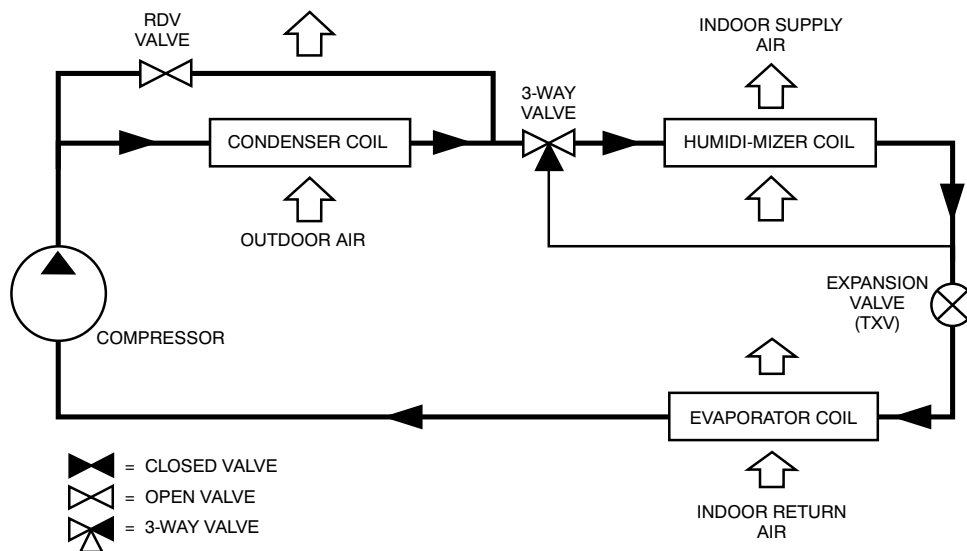 RDV
VALVE
INDOOR SUPPLY
AIR
3-WAY
VALVE
CONDENSER COIL
HUMIDI-MIZER COIL
OUTDOOR AIR
EXPANSION
VALVE
(TXV)
COMPRESSOR
EVAPORATOR COIL
= CLOSED VALVE
= OPEN VALVE
= 3-WAY VALVE
INDOOR RETURN
AIR